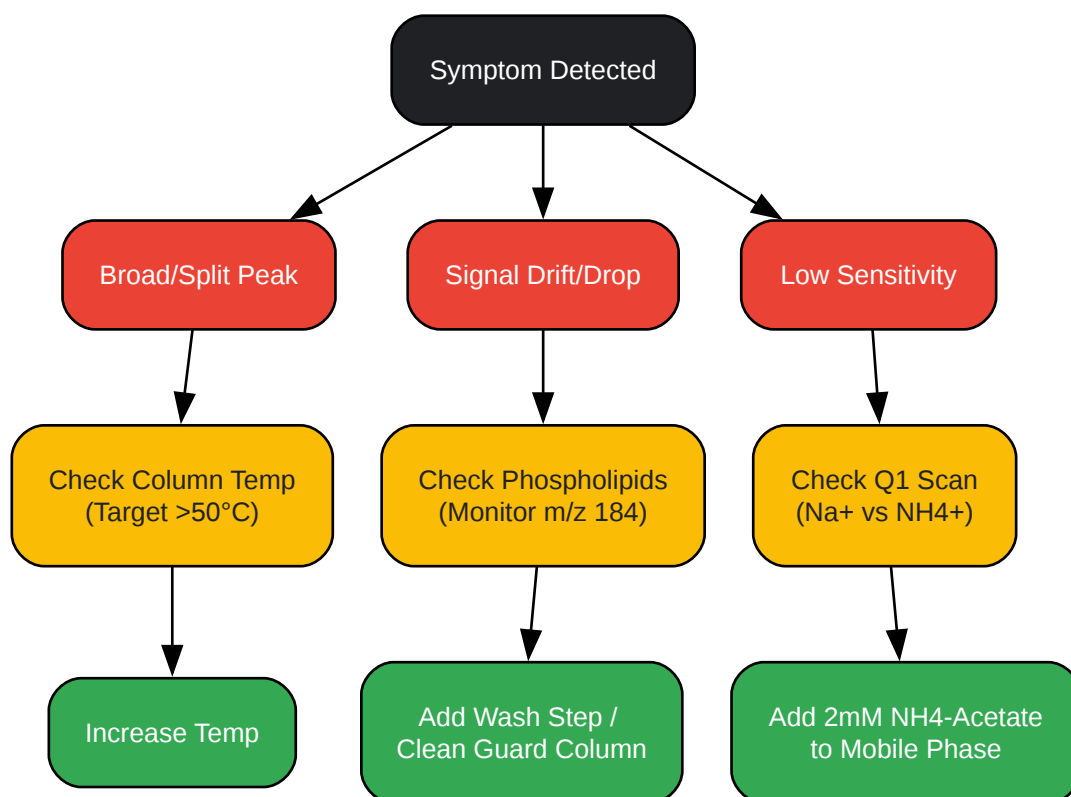 Symptom Detected
Broad/Split Peak
Signal Drift/Drop
Low Sensitivity
Check Column Temp
(Target >50°C)
Check Phospholipids
(Monitor m/z 184)
Check Q1 Scan
(Na+ vs NH4+)
Increase Temp
Add Wash Step /
Clean Guard Column
Add 2mM NH4-Acetate
to Mobile Phase